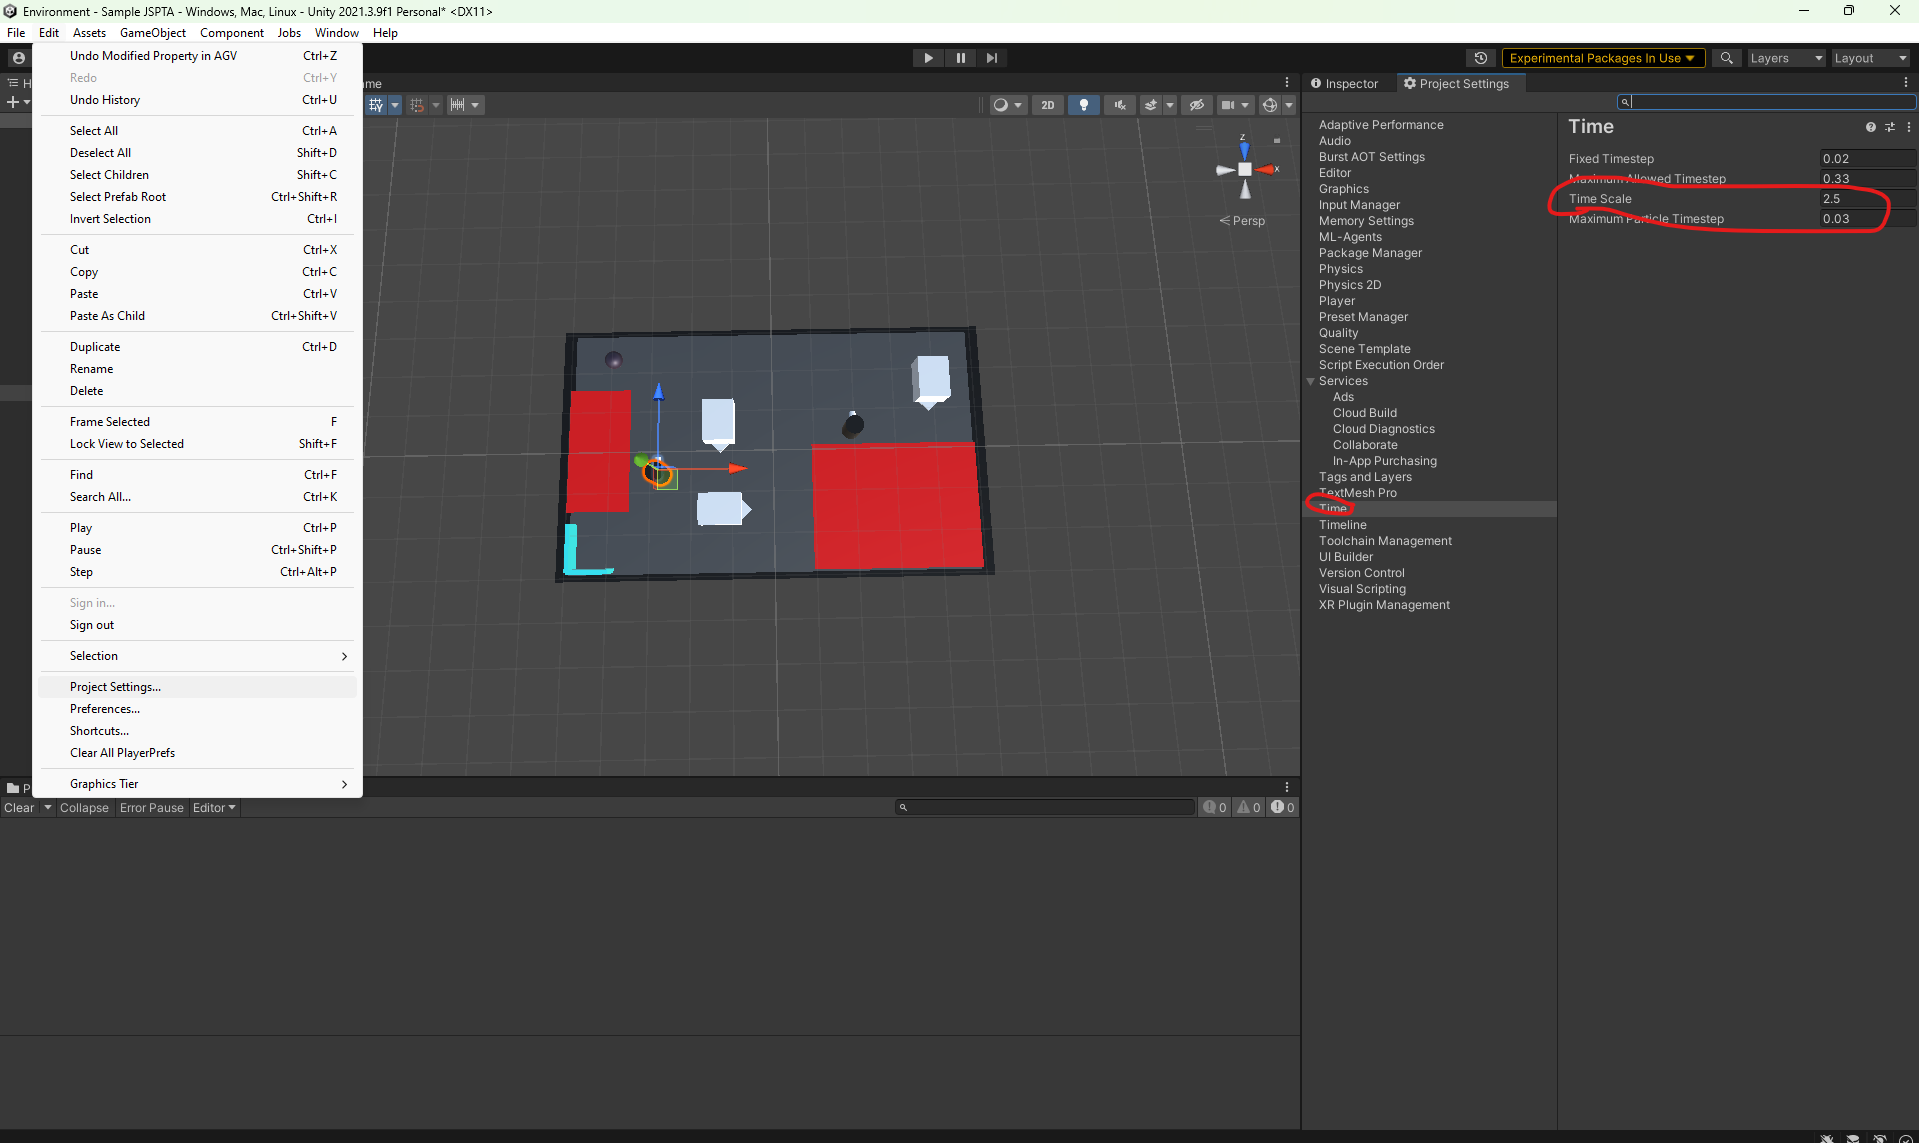 Environment - Sample JSPTA - Windows, Mac, Linux - Unity 2021.3.9f1 Personal* <DX11>
File Edit Assets GameObject Component Jobs Window Help
Undo Modified Property in AGV Ctrl+Z
Redo Ctrl+Y
Undo History Ctrl+U
Select All Ctrl+A
Deselect All Shift+D
Select Children Shift+C
Select Prefab Root Ctrl+Shift+R
Invert Selection Ctrl+I
Cut Ctrl+X
Copy Ctrl+C
Paste Ctrl+V
Paste As Child Ctrl+Shift+V
Duplicate Ctrl+D
Rename
Delete
Frame Selected F
Lock View to Selected Shift+F
Find Ctrl+F
Search All... Ctrl+K
Play Ctrl+P
Pause Ctrl+Shift+P
Step Ctrl+Alt+P
Sign in...
Sign out
Selection
Project Settings...
Preferences...
Shortcuts...
Clear All PlayerPrefs
Graphics Tier
Experimental Packages In Use
Layers
Layout
H
me
2D
z
x
Persp
P
Clear Collapse Error Pause Editor
0 0 0
Inspector Project Settings
Adaptive Performance
Audio
Burst AOT Settings
Editor
Graphics
Input Manager
Memory Settings
ML-Agents
Package Manager
Physics
Physics 2D
Player
Preset Manager
Quality
Scene Template
Script Execution Order
Services
Ads
Cloud Build
Cloud Diagnostics
Collaborate
In-App Purchasing
Tags and Layers
TextMesh Pro
Time
Timeline
Toolchain Management
UI Builder
Version Control
Visual Scripting
XR Plugin Management
Time
Fixed Timestep 0.02
Maximum Allowed Timestep 0.33
Time Scale 2.5
Maximum Particle Timestep 0.03